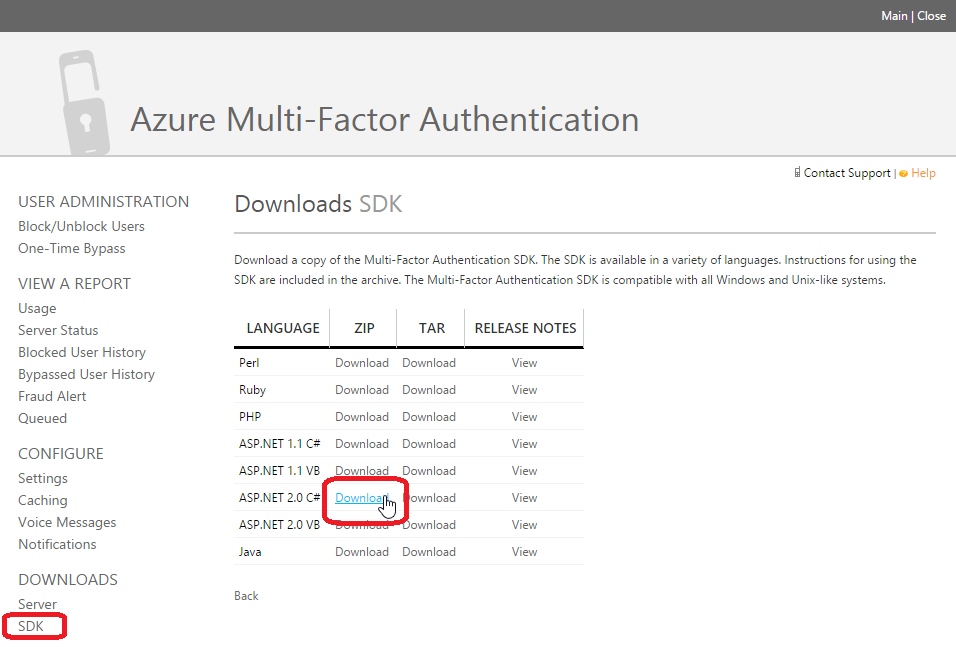 Main | Close
Azure Multi-Factor Authentication
Contact Support | Help
USER ADMINISTRATION
Block/Unblock Users
One-Time Bypass
VIEW A REPORT
Usage
Server Status
Blocked User History
Bypassed User History
Fraud Alert
Queued
CONFIGURE
Settings
Caching
Voice Messages
Notifications
DOWNLOADS
Server
SDK
Downloads SDK
Download a copy of the Multi-Factor Authentication SDK. The SDK is available in a variety of languages. Instructions for using the
SDK are included in the archive. The Multi-Factor Authentication SDK is compatible with all Windows and Unix-like systems.
LANGUAGE ZIP TAR RELEASE NOTES
Perl Download Download View
Ruby Download Download View
PHP Download Download View
ASP.NET 1.1 C# Download Download View
ASP.NET 1.1 VB Download Download View
ASP.NET 2.0 C# Download Download View
ASP.NET 2.0 VB Download Download View
Java Download Download View
Back